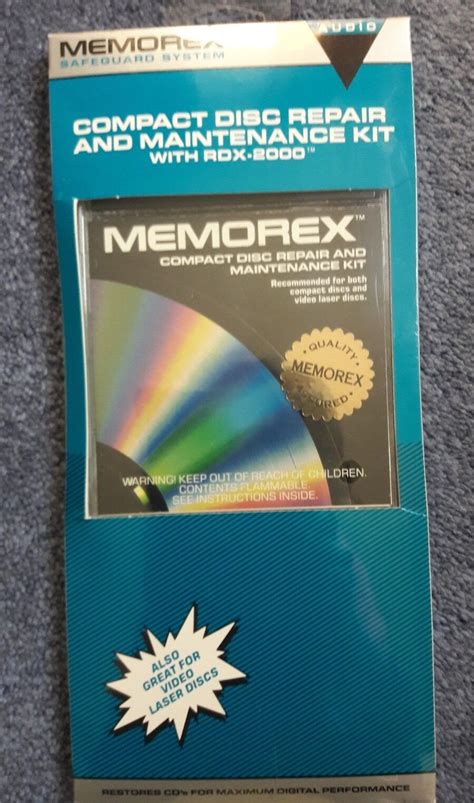 MEMOREX
SAFEGUARD SYSTEM
AUDIO
COMPACT DISC REPAIR
AND MAINTENANCE KIT
WITH RDX-2000™
MEMOREX™
COMPACT DISC REPAIR AND
MAINTENANCE KIT
Recommended for both
compact discs and
video laser discs.
QUALITY
MEMOREX
WARNING! KEEP OUT OF REACH OF CHILDREN.
CONTENTS FLAMMABLE.
SEE INSTRUCTIONS INSIDE.
ALSO
GREAT FOR
VIDEO
LASER DISCS
RESTORES CD's FOR MAXIMUM DIGITAL PERFORMANCE